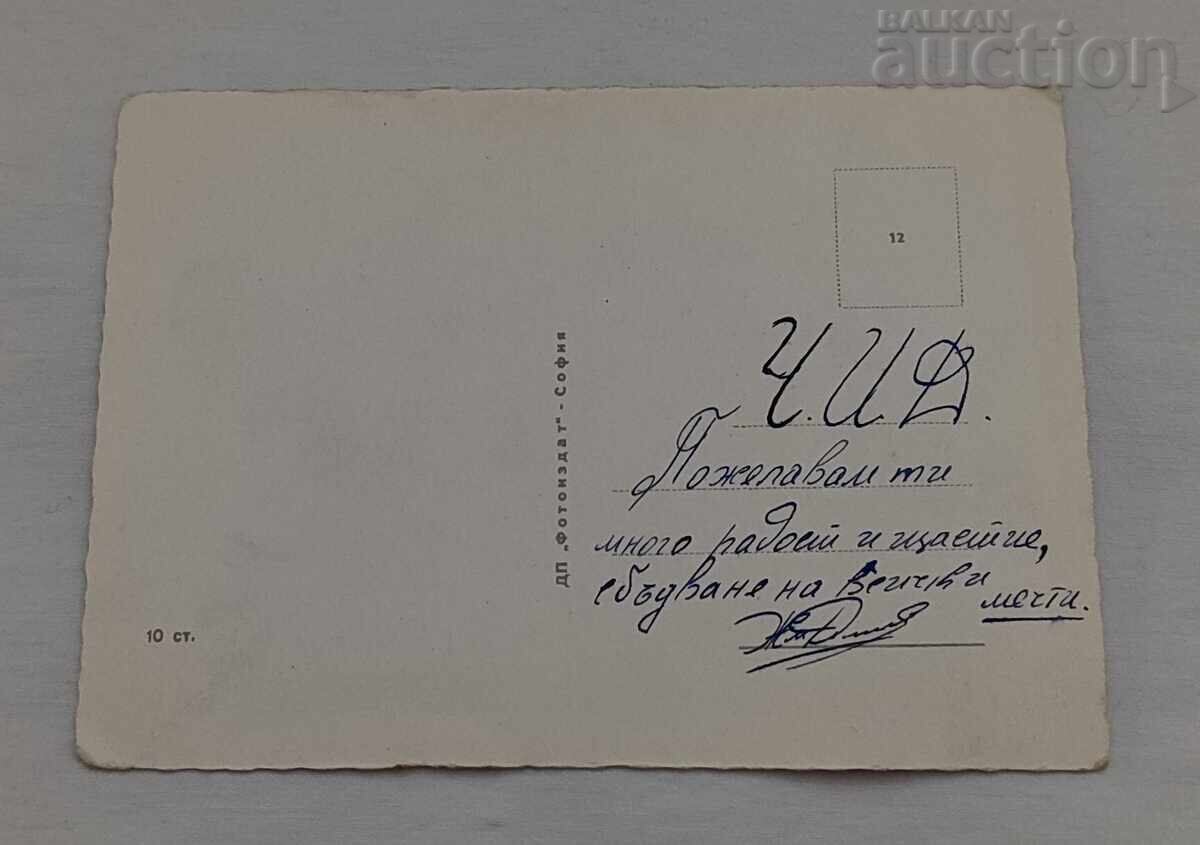 BALKAN
auction
12
ДП „Фотоиздат" - София
Ч.И.Д.
Пожелавам ти
много радост и щастие,
сбъдване на всички
мечти.
10 ст.